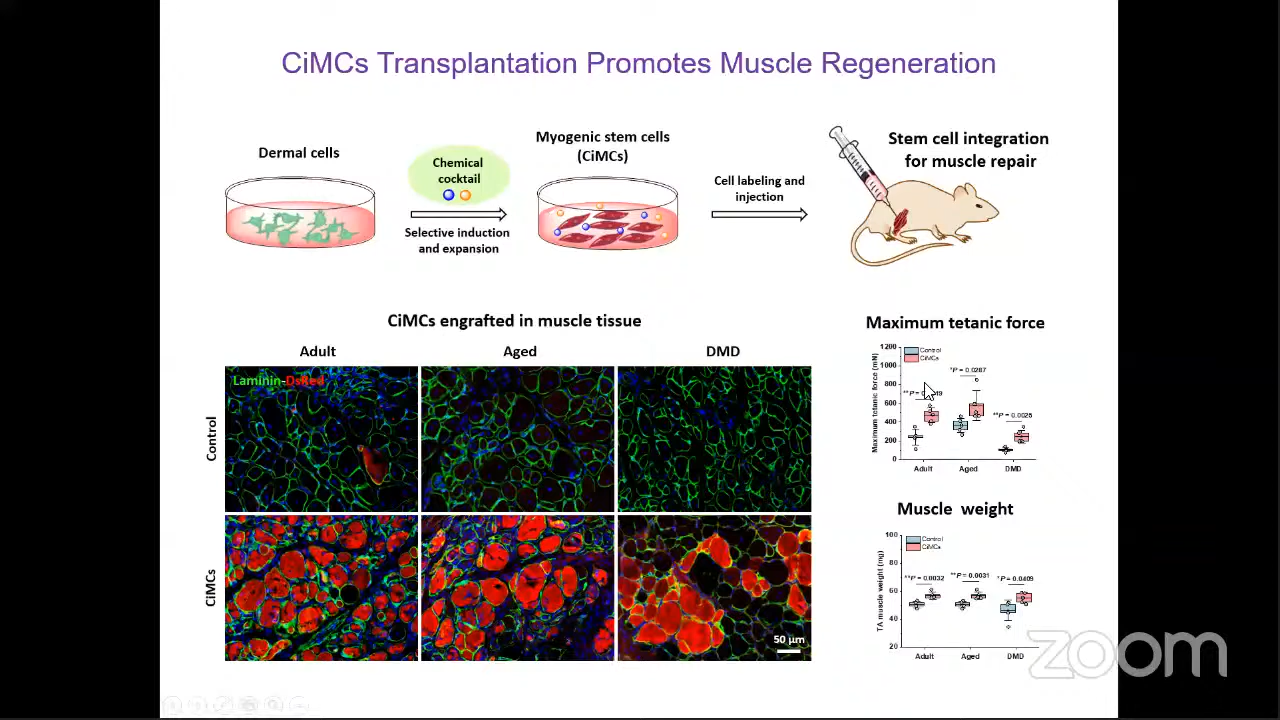 CiMCs Transplantation Promotes Muscle Regeneration
Dermal cells
Chemical
cocktail
Selective induction
and expansion
Myogenic stem cells
(CiMCs)
Cell labeling and
injection
Stem cell integration
for muscle repair
CiMCs engrafted in muscle tissue
Adult
Aged
DMD
Control
CiMCs
Laminin-DsRed
50 µm
Maximum tetanic force
Maximum tetanic force (mN)
1200
1000
800
600
400
200
0
Control
CiMCs
**P =
*P = 0.0287
**P = 0.0028
Adult
Aged
DMD
Muscle weight
TA muscle weight (mg)
100
80
60
40
20
Control
CiMCs
**P = 0.0032
**P = 0.0031
*P = 0.0409
Adult
Aged
DMD
zoom